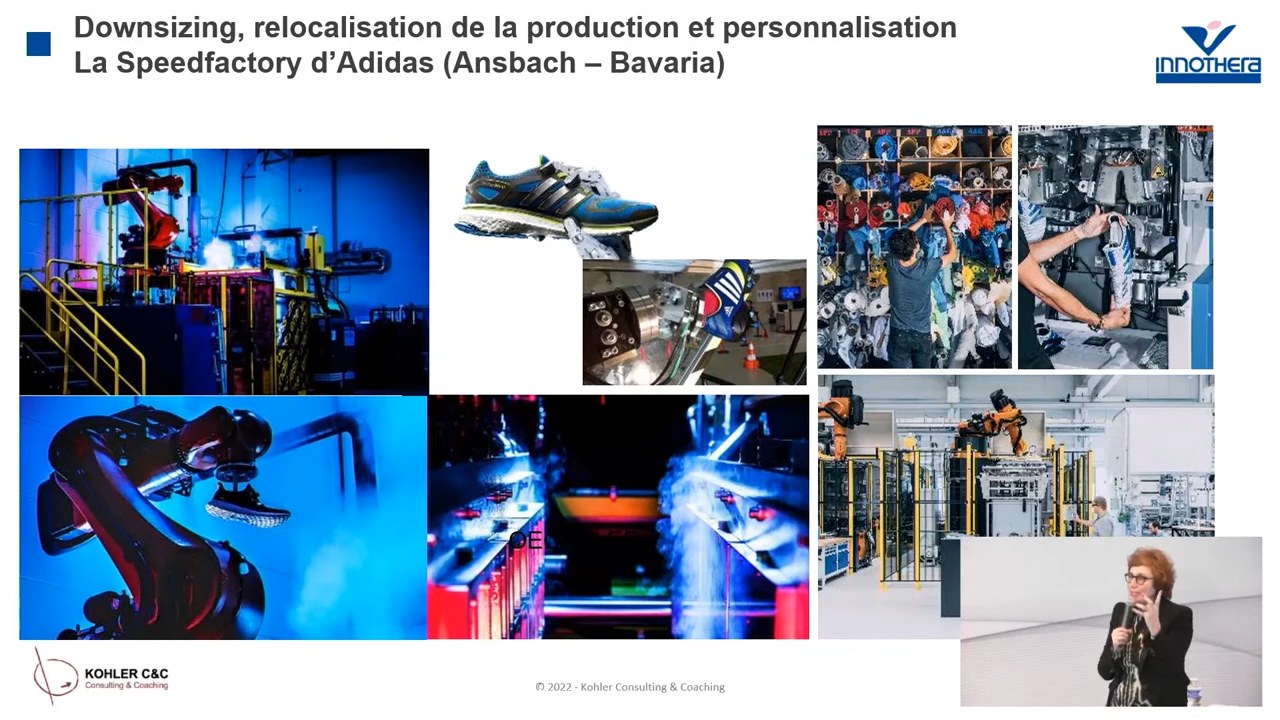 Downsizing, relocalisation de la production et personnalisation
La Speedfactory d’Adidas (Ansbach – Bavaria)
INNOTHERA
OE
KOHLER C&C
Consulting & Coaching
© 2022 - Kohler Consulting & Coaching